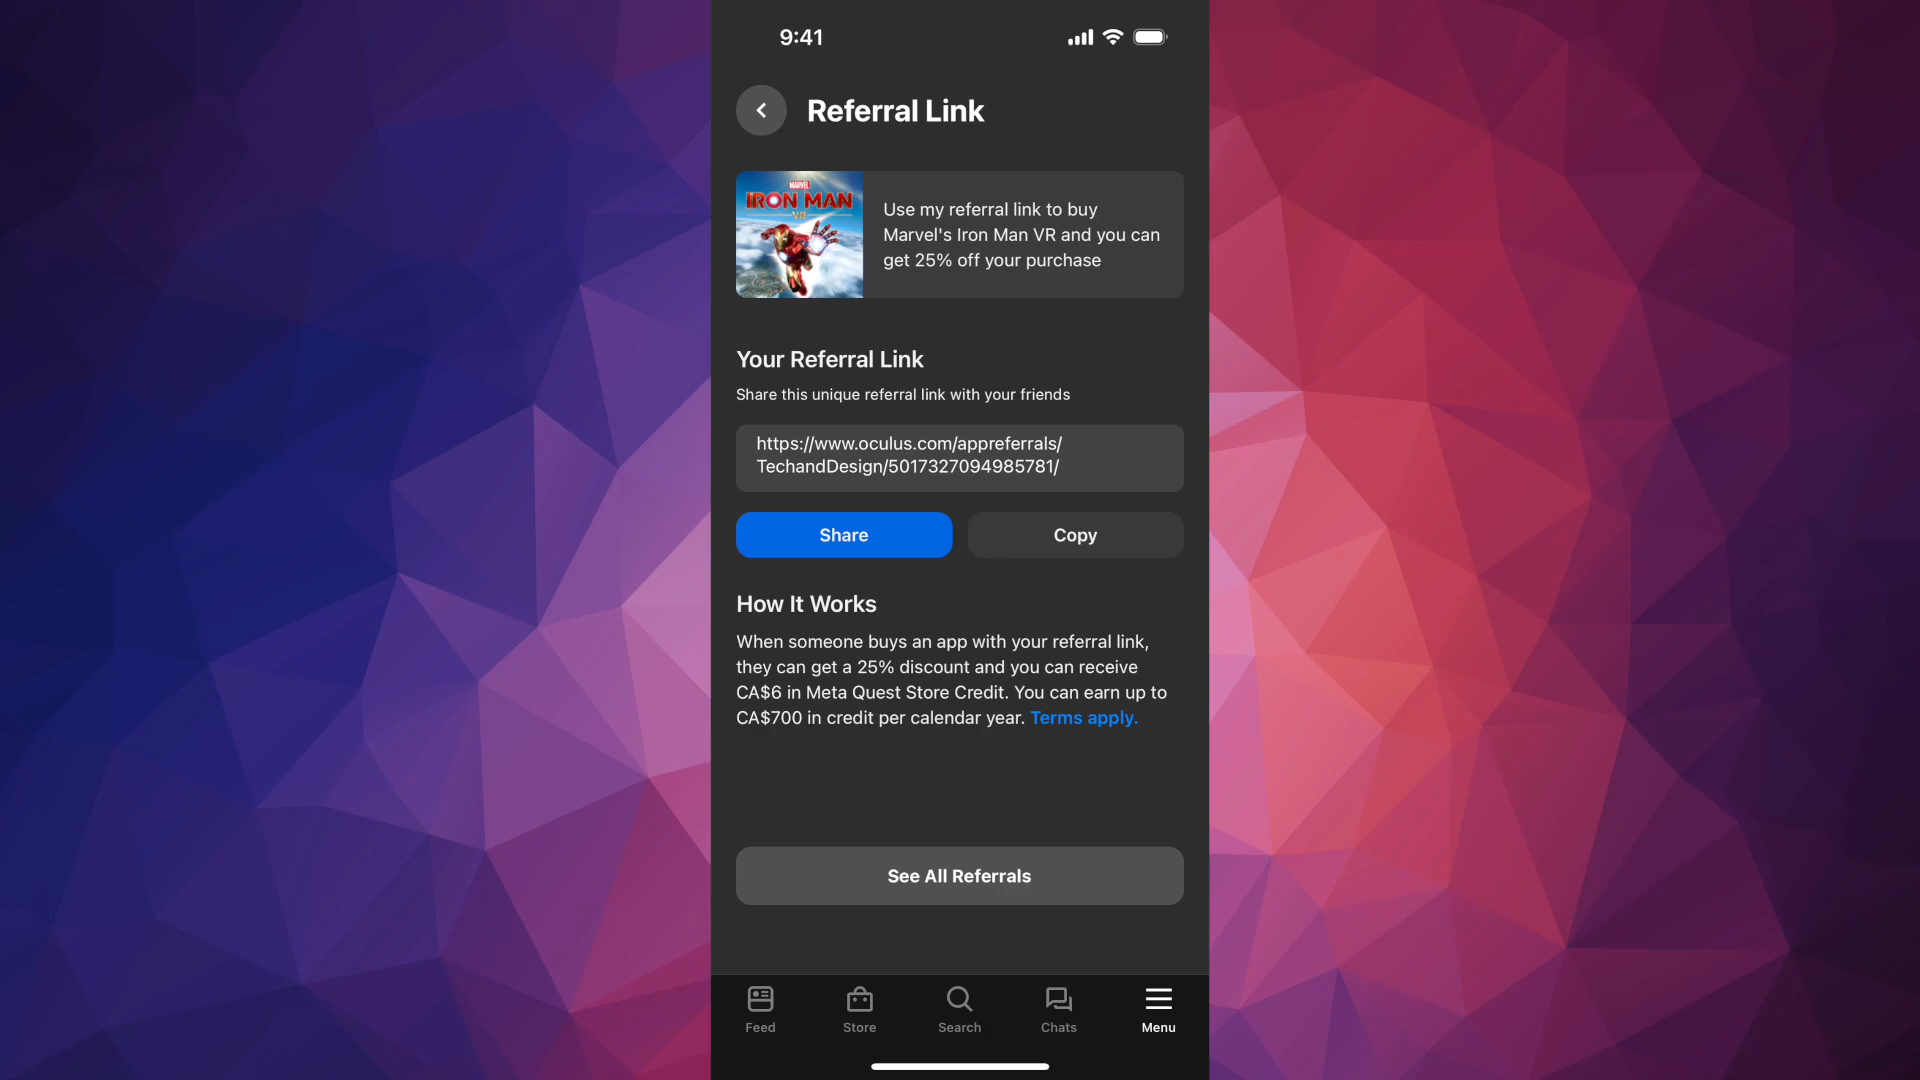 9:41
Referral Link
MARVEL
IRON MAN
VR
Use my referral link to buy
Marvel's Iron Man VR and you can
get 25% off your purchase
Your Referral Link
Share this unique referral link with your friends
https://www.oculus.com/appreferrals/
TechandDesign/5017327094985781/
Share
Copy
How It Works
When someone buys an app with your referral link,
they can get a 25% discount and you can receive
CA$6 in Meta Quest Store Credit. You can earn up to
CA$700 in credit per calendar year. Terms apply.
See All Referrals
Feed
Store
Search
Chats
Menu